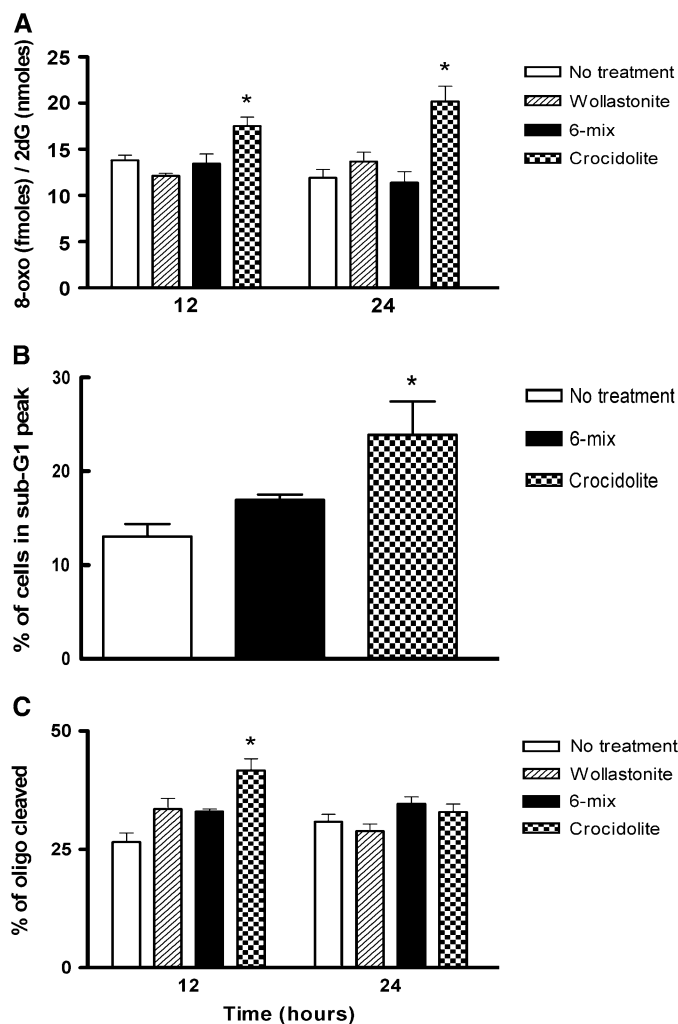 A
8-oxo (fmoles) / 2dG (nmoles)
25
20
15
10
5
0
*
*
12
24
No treatment
Wollastonite
6-mix
Crocidolite
B
% of cells in sub-G1 peak
30
20
10
0
*
No treatment
6-mix
Crocidolite
C
% of oligo cleaved
50
25
0
*
12
24
Time (hours)
No treatment
Wollastonite
6-mix
Crocidolite